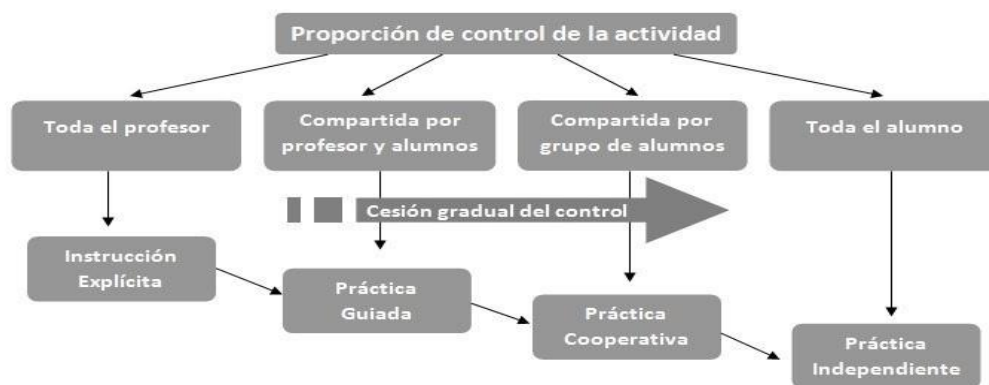 Proporción de control de la actividad
Toda el profesor
Compartida por
profesor y alumnos
Compartida por
grupo de alumnos
Toda el alumno
Cesión gradual del control
Instrucción
Explícita
Práctica
Guiada
Práctica
Cooperativa
Práctica
Independiente